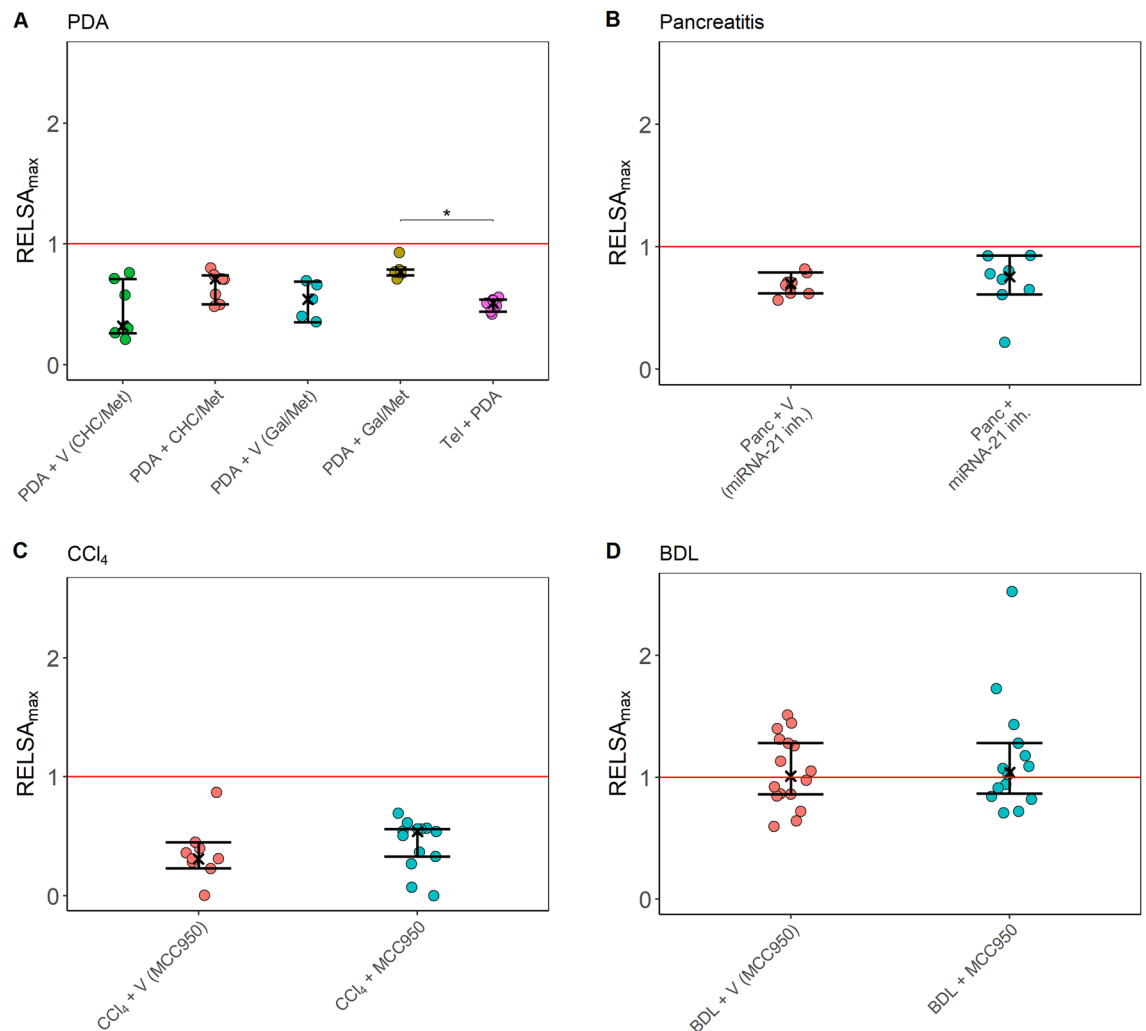 A PDA
RELSAmax
2
1
0
*
PDA + V (CHC/Met)
PDA + CHC/Met
PDA + V (Gal/Met)
PDA + Gal/Met
Tel + PDA
B Pancreatitis
RELSAmax
2
1
0
Panc + V
(miRNA-21 inh.)
Panc +
miRNA-21 inh.
C CCl₄
RELSAmax
2
1
0
CCl₄ + V (MCC950)
CCl₄ + MCC950
D BDL
RELSAmax
2
1
0
BDL + V (MCC950)
BDL + MCC950